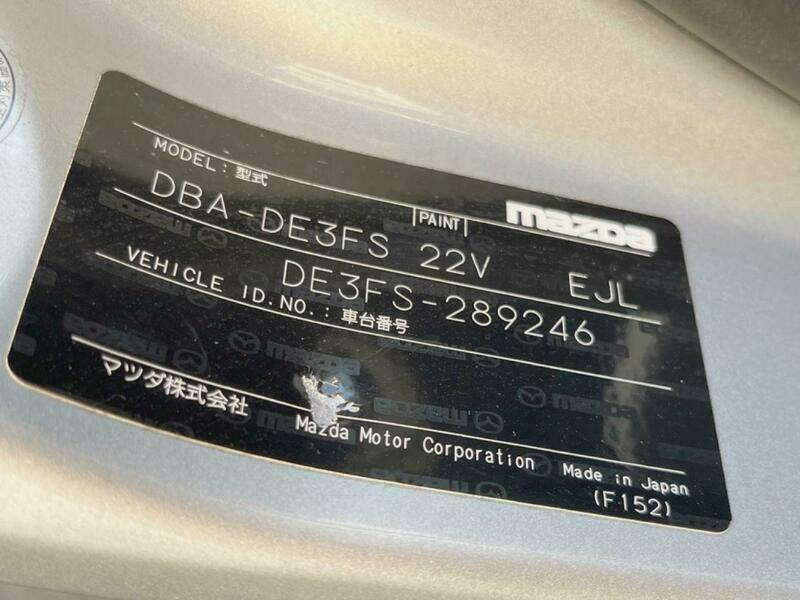 MODEL: 型式
PAINT
mazda
DBA-DE3FS 22V EJL
VEHICLE ID.NO.: 車台番号
DE3FS-289246
マツダ株式会社
Mazda Motor Corporation
Made in Japan
(F152)